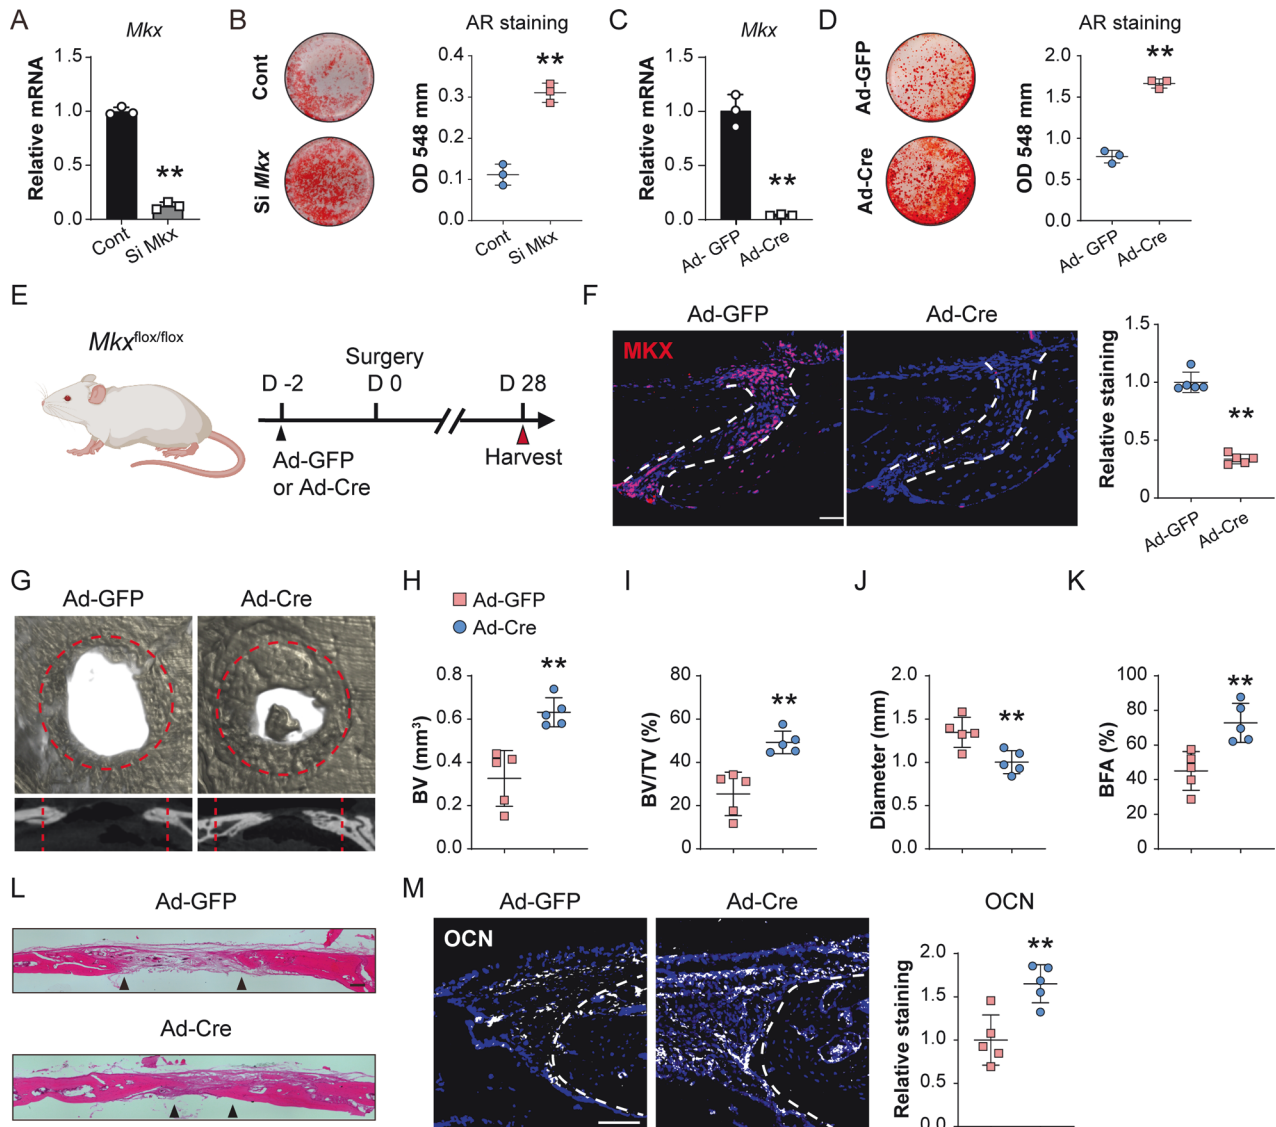 A
Mkx
Relative mRNA
1.5
1.0
0.5
0.0
**
Cont
Si Mkx
B
Cont
Si Mkx
AR staining
OD 548 mm
0.4
0.3
0.1
0.0
**
Cont
Si Mkx
C
Mkx
Relative mRNA
1.5
1.0
0.5
0.0
**
Ad- GFP
Ad-Cre
D
Ad-GFP
Ad-Cre
AR staining
OD 548 mm
2.0
1.5
1.0
0.5
0.0
**
Ad- GFP
Ad-Cre
E
Mkxflox/flox
Surgery
D -2
D 0
D 28
Ad-GFP
or Ad-Cre
Harvest
F
Ad-GFP
Ad-Cre
MKX
Relative staining
1.5
1.0
0.5
0
**
Ad-GFP
Ad-Cre
G
Ad-GFP
Ad-Cre
H
Ad-GFP
Ad-Cre
BV (mm3)
0.8
0.6
0.4
0.2
0.0
**
I
BV/TV (%)
80
60
40
20
0
**
J
Diameter (mm)
2.0
1.5
1.0
0.5
0.0
**
K
BFA (%)
100
80
60
40
20
0
**
L
Ad-GFP
Ad-Cre
M
Ad-GFP
Ad-Cre
OCN
OCN
Relative staining
2.0
1.5
1.0
0.5
0.0
**